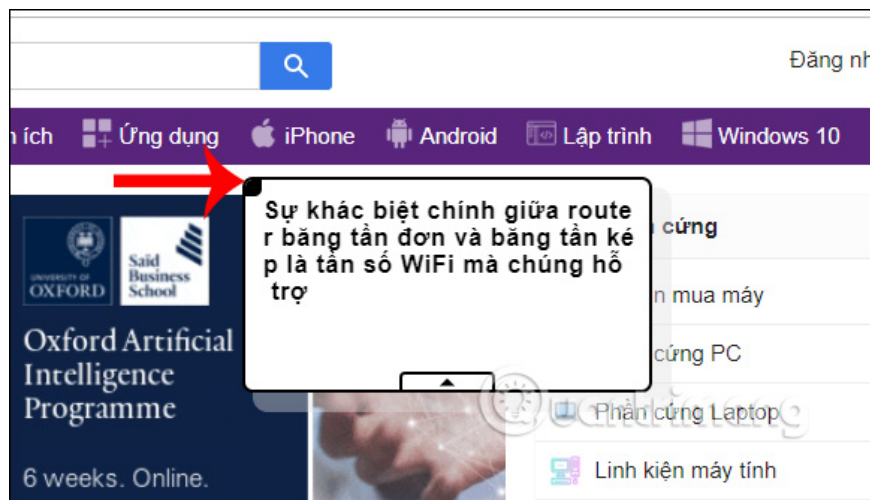 Đăng nh
n ích Ứng dụng iPhone Android Lập trình Windows 10
Sự khác biệt chính giữa route
r băng tần đơn và băng tần ké
p là tần số WiFi mà chúng hỗ
trợ
cứng
n mua máy
cứng PC
Phần cứng Laptop
Linh kiện máy tính
UNIVERSITY OF
OXFORD
Saïd
Business
School
Oxford Artificial
Intelligence
Programme
6 weeks. Online.
Quantrimang